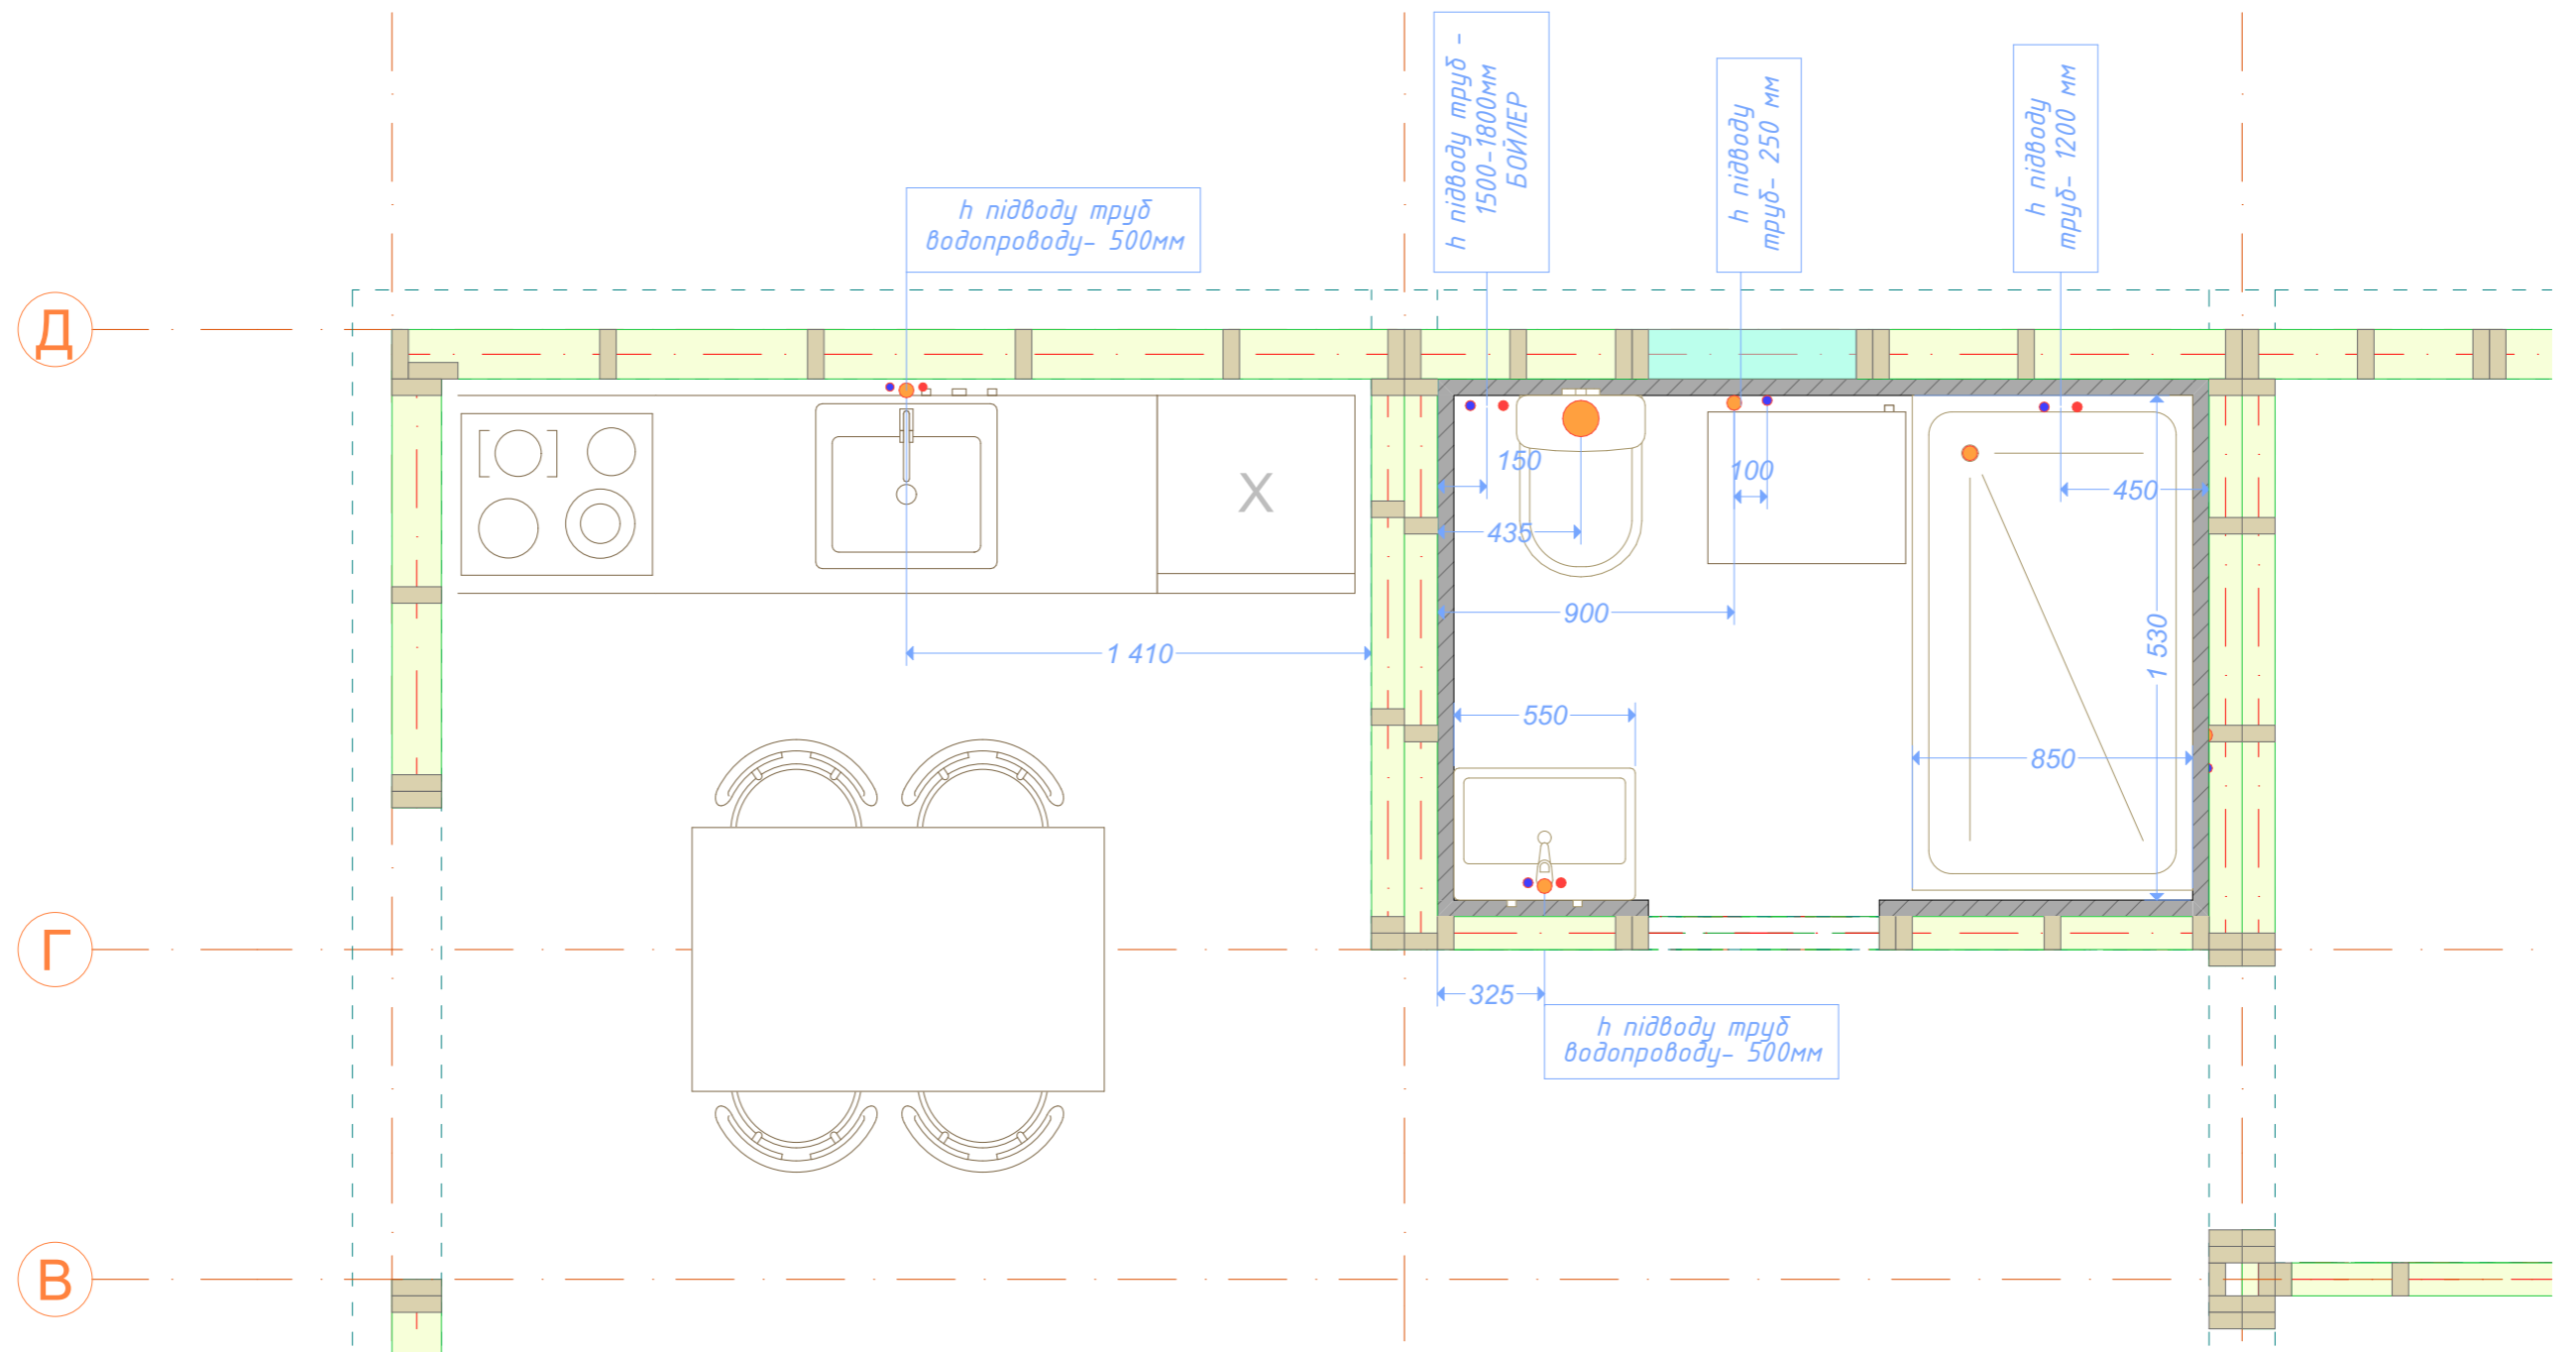 h підводу труб -
1500-1800мм
БОЙЛЕР
h підводу
труб- 250 мм
h підводу
труб- 1200 мм
h підводу труб
водопроводу- 500мм
Д
150
100
450
X
435
900
1 530
1 410
550
850
Г
325
h підводу труб
водопроводу- 500мм
В